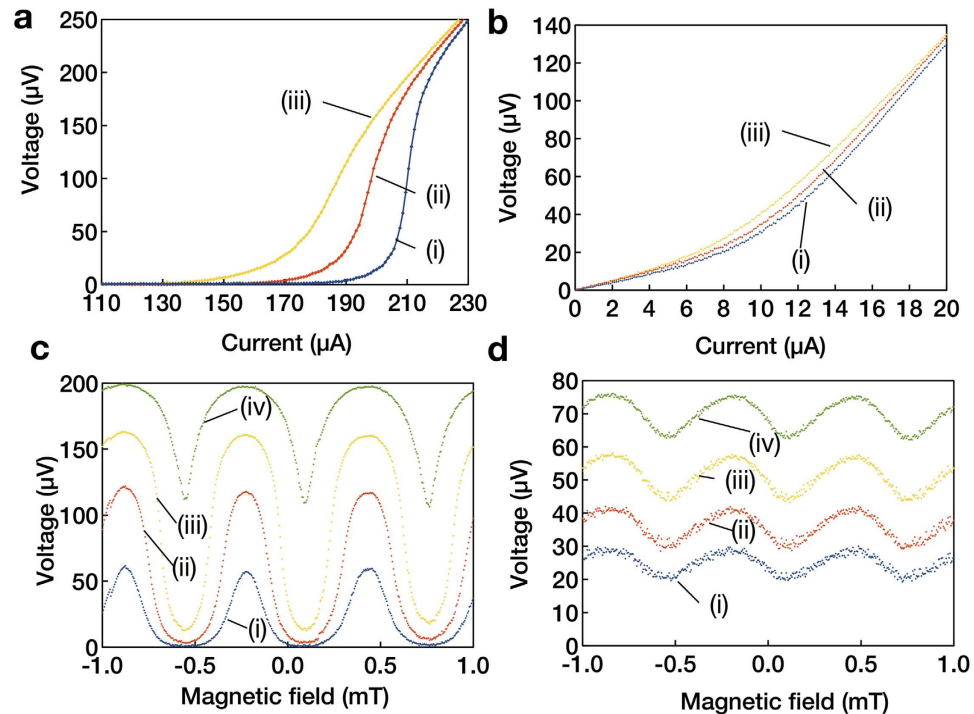 a
250
200
150
100
50
0
Voltage (µV)
(iii)
(ii)
(i)
110 130 150 170 190 210 230
Current (µA)
b
140
120
100
80
60
40
20
0
Voltage (µV)
(iii)
(ii)
(i)
0 2 4 6 8 10 12 14 16 18 20
Current (µA)
c
200
150
100
50
0
Voltage (µV)
(iv)
(iii)
(ii)
(i)
-1.0 -0.5 0.0 0.5 1.0
Magnetic field (mT)
d
80
70
60
50
40
30
20
10
0
Voltage (µV)
(iv)
(iii)
(ii)
(i)
-1.0 -0.5 0.0 0.5 1.0
Magnetic field (mT)